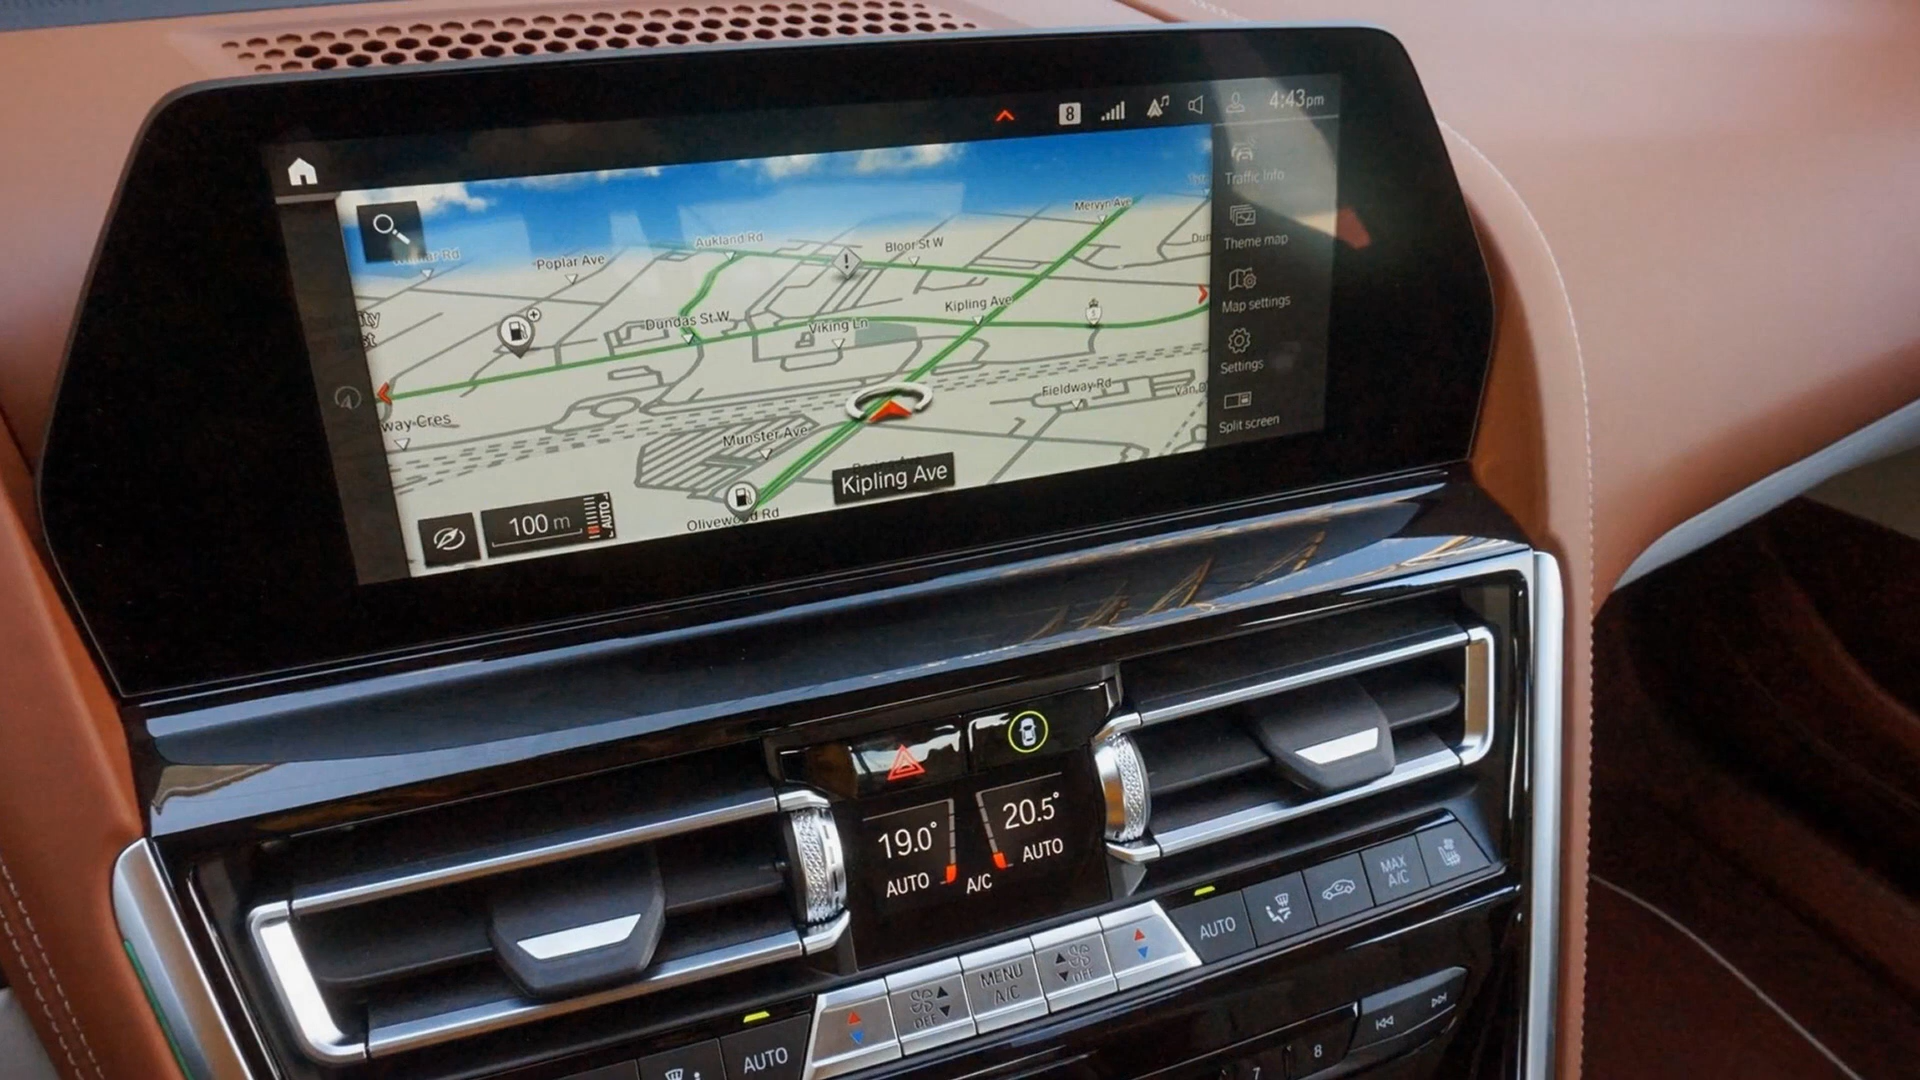 8
4:43pm
Traffic Info
Theme map
Map settings
Settings
Split screen
Mervyn Ave
Aukland Rd
Bloor St W
Poplar Ave
Kipling Ave
Dundas St W
Viking Ln
Fieldway Rd
way Cres
Munster Ave
Kipling Ave
Olivewood Rd
100 m
AUTO
19.0°
20.5°
AUTO
AUTO
A/C
MAX
A/C
AUTO
MENU
A/C
OFF
OFF
AUTO
7
8